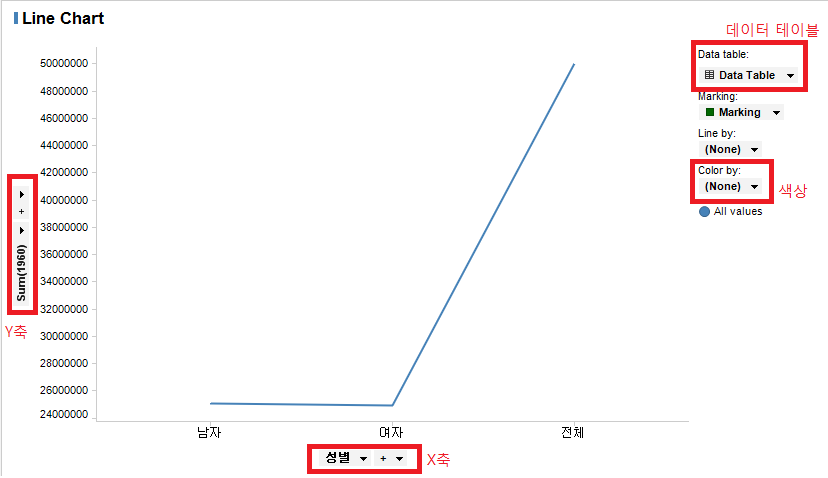 Line Chart
데이터 테이블
Data table:
Data Table
Marking:
Marking
Line by:
(None)
Color by:
(None)
색상
All values
50000000
48000000
46000000
44000000
42000000
40000000
38000000
36000000
34000000
32000000
30000000
28000000
26000000
24000000
+
Sum(1960)
Y축
남자
여자
전체
성별 +
X축